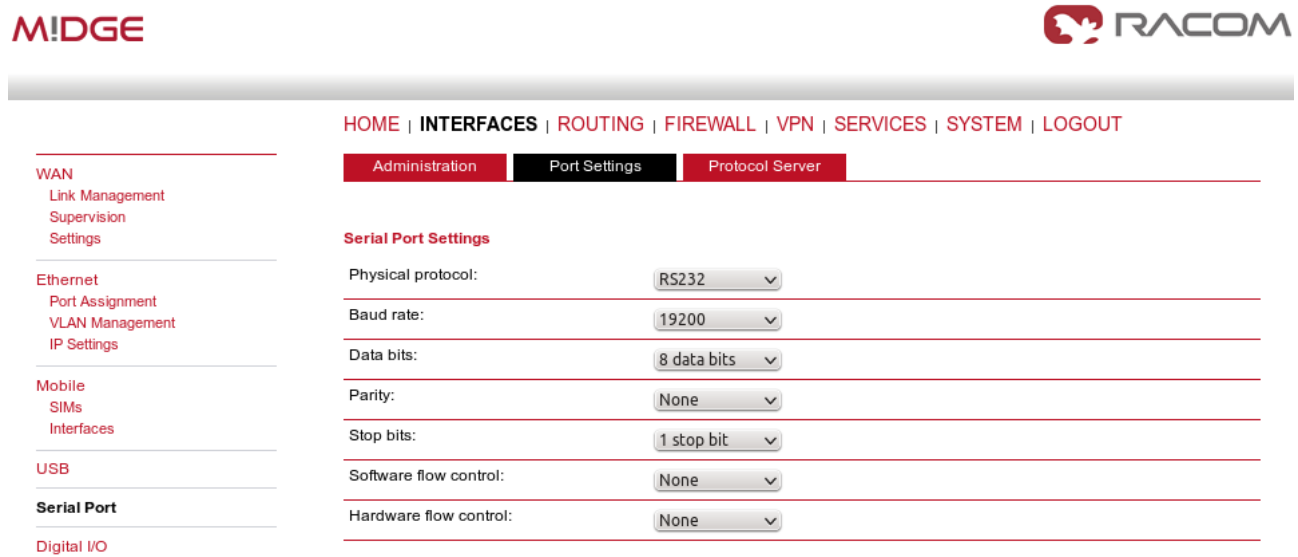 M!DGE
RACOM
HOME | INTERFACES | ROUTING | FIREWALL | VPN | SERVICES | SYSTEM | LOGOUT
Administration Port Settings Protocol Server
WAN
Link Management
Supervision
Settings
Ethernet
Port Assignment
VLAN Management
IP Settings
Mobile
SIMs
Interfaces
USB
Serial Port
Digital I/O
Serial Port Settings
Physical protocol: RS232
Baud rate: 19200
Data bits: 8 data bits
Parity: None
Stop bits: 1 stop bit
Software flow control: None
Hardware flow control: None